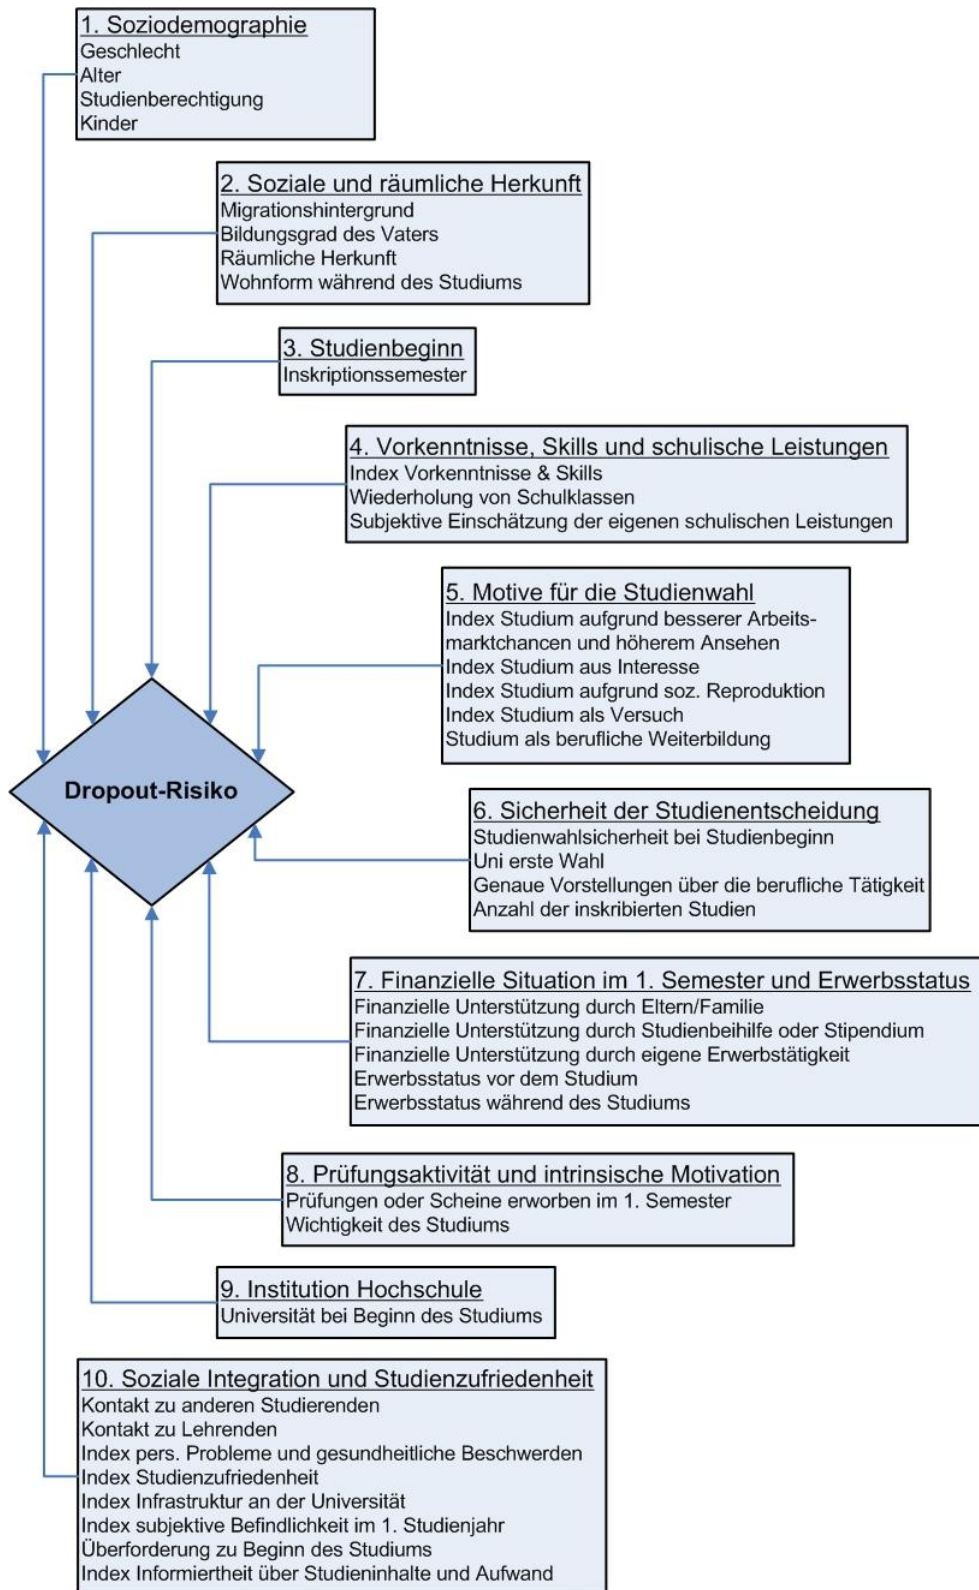 1. Soziodemographie
Geschlecht
Alter
Studienberechtigung
Kinder
2. Soziale und räumliche Herkunft
Migrationshintergrund
Bildungsgrad des Vaters
Räumliche Herkunft
Wohnform während des Studiums
3. Studienbeginn
Inskriptionssemester
4. Vorkenntnisse, Skills und schulische Leistungen
Index Vorkenntnisse & Skills
Wiederholung von Schulklassen
Subjektive Einschätzung der eigenen schulischen Leistungen
5. Motive für die Studienwahl
Index Studium aufgrund besserer Arbeits-
marktchancen und höherem Ansehen
Index Studium aus Interesse
Index Studium aufgrund soz. Reproduktion
Index Studium als Versuch
Studium als berufliche Weiterbildung
Dropout-Risiko
6. Sicherheit der Studienentscheidung
Studienwahlsicherheit bei Studienbeginn
Uni erste Wahl
Genaue Vorstellungen über die berufliche Tätigkeit
Anzahl der inskribierten Studien
7. Finanzielle Situation im 1. Semester und Erwerbsstatus
Finanzielle Unterstützung durch Eltern/Familie
Finanzielle Unterstützung durch Studienbeihilfe oder Stipendium
Finanzielle Unterstützung durch eigene Erwerbstätigkeit
Erwerbsstatus vor dem Studium
Erwerbsstatus während des Studiums
8. Prüfungsaktivität und intrinsische Motivation
Prüfungen oder Scheine erworben im 1. Semester
Wichtigkeit des Studiums
9. Institution Hochschule
Universität bei Beginn des Studiums
10. Soziale Integration und Studienzufriedenheit
Kontakt zu anderen Studierenden
Kontakt zu Lehrenden
Index pers. Probleme und gesundheitliche Beschwerden
Index Studienzufriedenheit
Index Infrastruktur an der Universität
Index subjektive Befindlichkeit im 1. Studienjahr
Überforderung zu Beginn des Studiums
Index Informiertheit über Studieninhalte und Aufwand